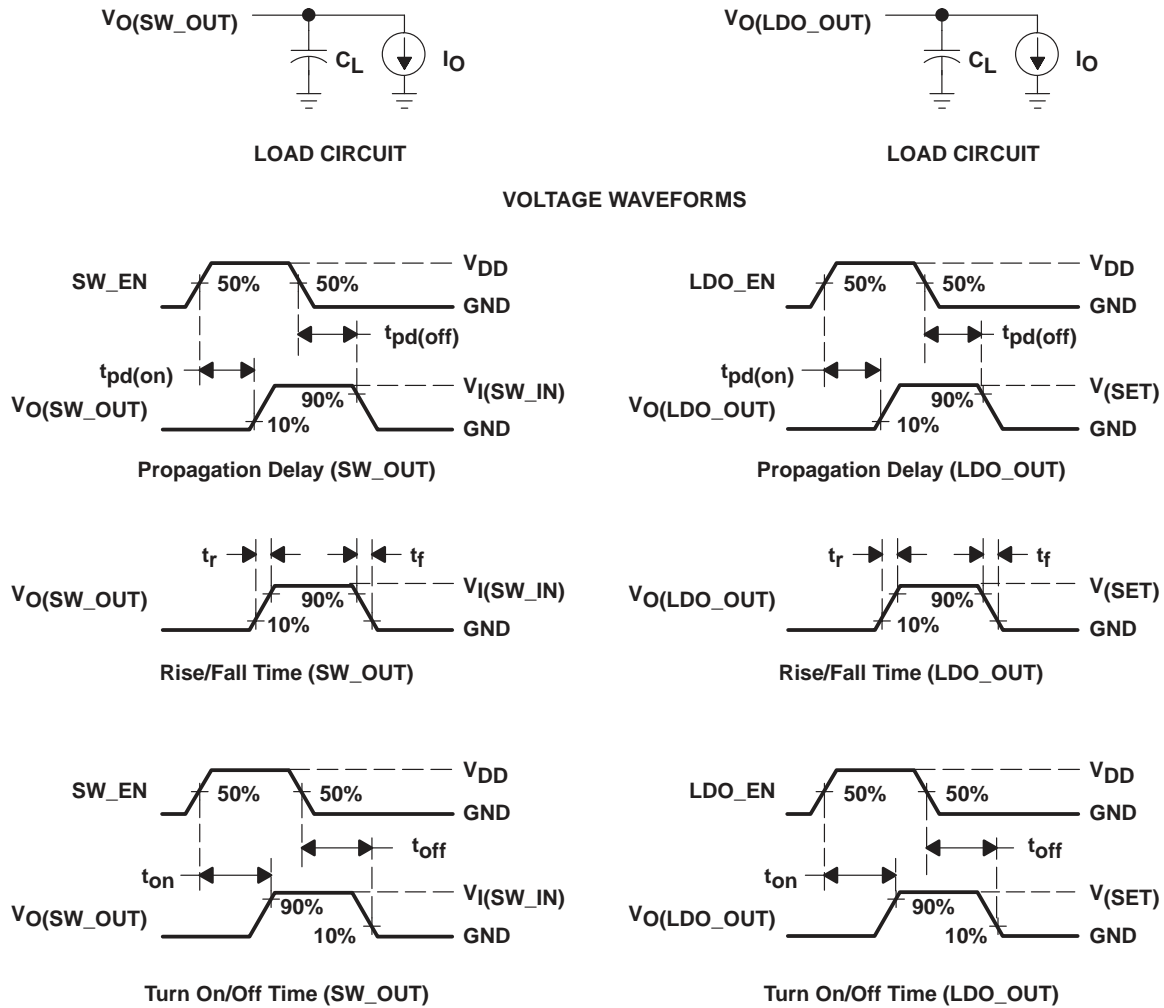 VO(SW_OUT)
CL
IO
LOAD CIRCUIT
VO(LDO_OUT)
CL
IO
LOAD CIRCUIT
VOLTAGE WAVEFORMS
SW_EN
50%
50%
VDD
GND
tpd(off)
tpd(on)
VO(SW_OUT)
10%
90%
VI(SW_IN)
GND
Propagation Delay (SW_OUT)
LDO_EN
50%
50%
VDD
GND
tpd(off)
tpd(on)
VO(LDO_OUT)
10%
90%
V(SET)
GND
Propagation Delay (LDO_OUT)
tr
tf
VO(SW_OUT)
10%
90%
VI(SW_IN)
GND
Rise/Fall Time (SW_OUT)
tr
tf
VO(LDO_OUT)
10%
90%
V(SET)
GND
Rise/Fall Time (LDO_OUT)
SW_EN
50%
50%
VDD
GND
toff
ton
VO(SW_OUT)
90%
10%
VI(SW_IN)
GND
Turn On/Off Time (SW_OUT)
LDO_EN
50%
50%
VDD
GND
toff
ton
VO(LDO_OUT)
90%
10%
V(SET)
GND
Turn On/Off Time (LDO_OUT)